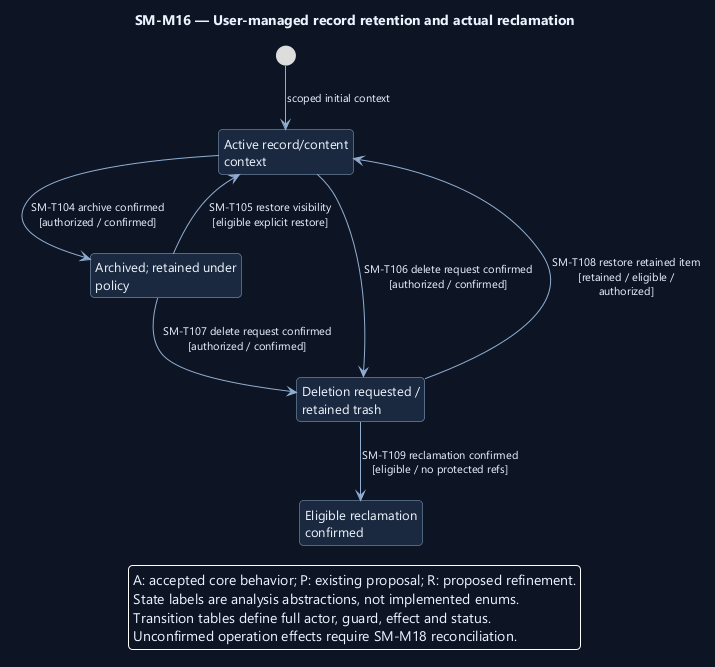 SM-M16 — User-managed record retention and actual reclamation
scoped initial context
Active record/content
context
SM-T104 archive confirmed
[authorized / confirmed]
SM-T105 restore visibility
[eligible explicit restore]
SM-T106 delete request confirmed
[authorized / confirmed]
SM-T108 restore retained item
[retained / eligible /
authorized]
Archived; retained under
policy
SM-T107 delete request confirmed
[authorized / confirmed]
Deletion requested /
retained trash
SM-T109 reclamation confirmed
[eligible / no protected refs]
Eligible reclamation
confirmed
A: accepted core behavior; P: existing proposal; R: proposed refinement.
State labels are analysis abstractions, not implemented enums.
Transition tables define full actor, guard, effect and status.
Unconfirmed operation effects require SM-M18 reconciliation.